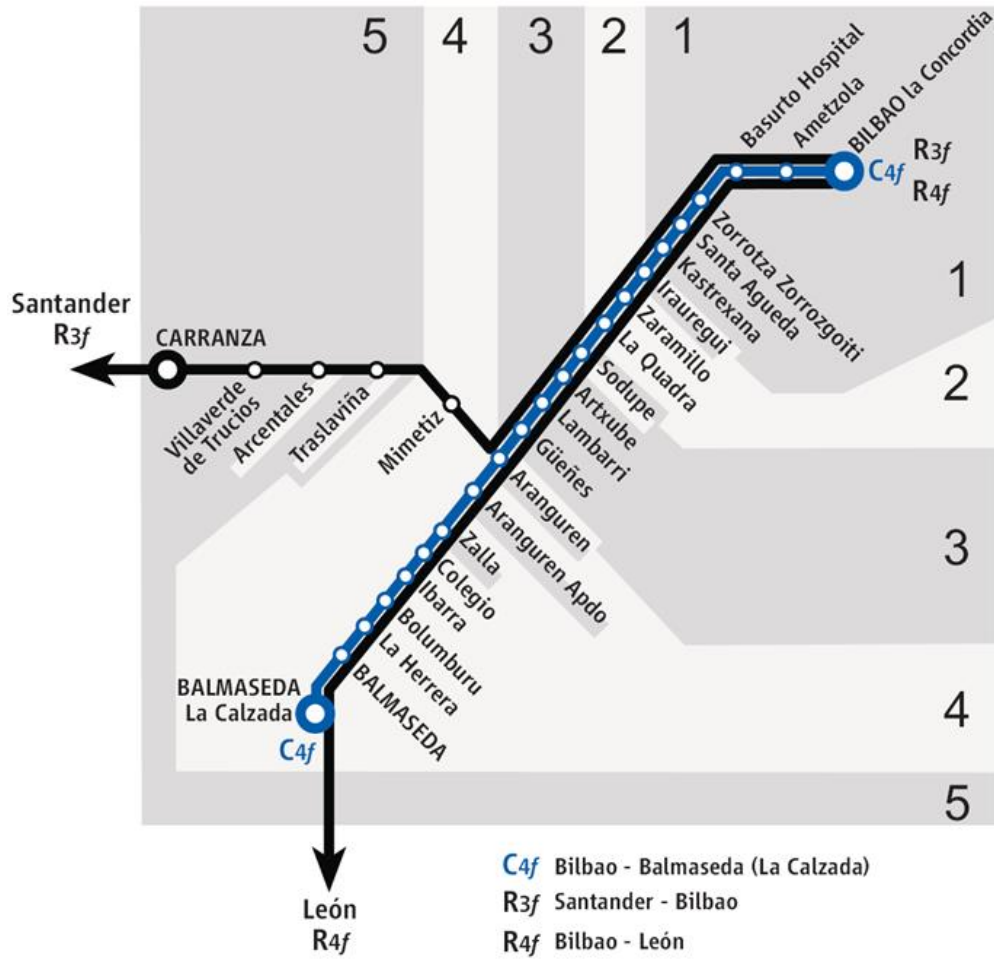 5 4 3 2 1
Basurto Hospital
Ametzola
BILBAO la Concordia
C4f
R3f
R4f
Zorrotza Zorrozgoiti
Santa Agueda
Kastrexana
Irauregui
Zaramillo
La Quadra
Sodupe
Artxube
Lambarri
Güeñes
Aranguren
Aranguren Apdo
Zalla
Colegio
Ibarra
Bolumburu
La Herrera
BALMASEDA
1
2
3
4
5
Santander
R3f
CARRANZA
Villaverde
de Trucios
Arcentales
Traslaviña
Mimetiz
BALMASEDA
La Calzada
C4f
León
R4f
C4f Bilbao - Balmaseda (La Calzada)
R3f Santander - Bilbao
R4f Bilbao - León